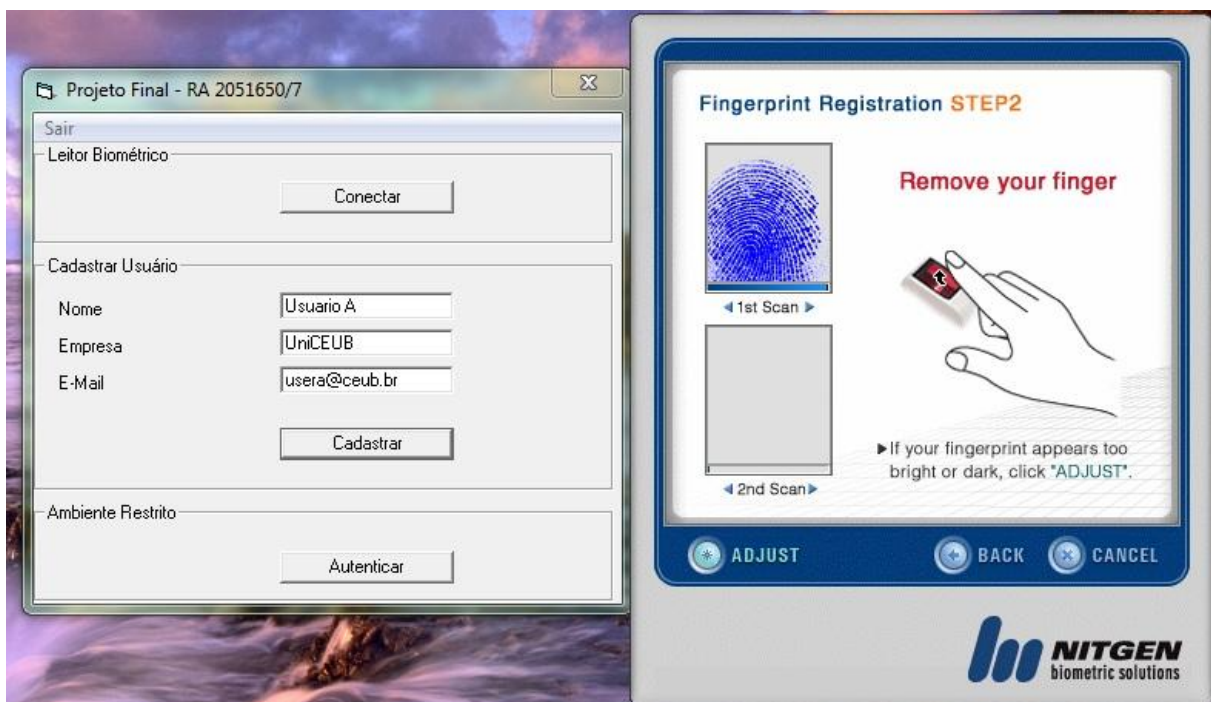 Projeto Final - RA 2051650/7
Sair
Leitor Biométrico
Conectar
Cadastrar Usuário
Nome
Usuario A
Empresa
UniCEUB
E-Mail
usera@ceub.br
Cadastrar
Ambiente Restrito
Autenticar
Fingerprint Registration STEP2
Remove your finger
1st Scan
2nd Scan
If your fingerprint appears too
bright or dark, click "ADJUST".
ADJUST
BACK
CANCEL
NITGEN
biometric solutions